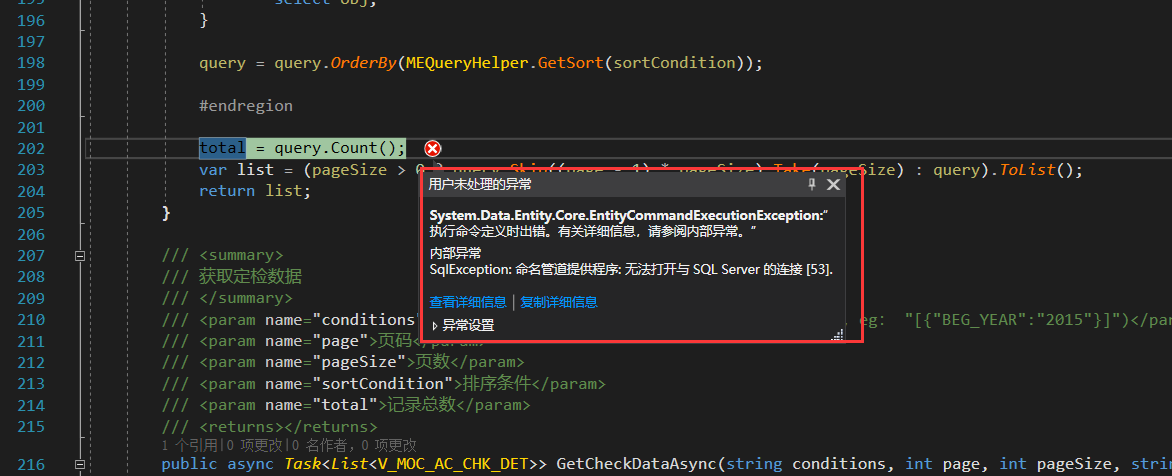 195 select obj;
196 }
197
198 query = query.OrderBy(MEQueryHelper.GetSort(sortCondition));
199
200 #endregion
201
202 total = query.Count();
203 var list = (pageSize > 0 ? query.Skip((page - 1) * pageSize).Take(pageSize) : query).ToList();
204 return list;
205 }
用户未处理的异常
System.Data.Entity.Core.EntityCommandExecutionException:“
执行命令定义时出错。有关详细信息，请参阅内部异常。”
内部异常
SqlException: 命名管道提供程序: 无法打开与 SQL Server 的连接 [53].
查看详细信息 | 复制详细信息
异常设置
206
207 /// <summary>
208 /// 获取定检数据
209 /// </summary>
210 /// <param name="conditions" eg: "[{"BEG_YEAR":"2015"}]")</par
211 /// <param name="page">页码</param>
212 /// <param name="pageSize">页数</param>
213 /// <param name="sortCondition">排序条件</param>
214 /// <param name="total">记录总数</param>
215 /// <returns></returns>
1 个引用|0 项更改|0 名作者, 0 项更改
216 public async Task<List<V_MOC_AC_CHK_DET>> GetCheckDataAsync(string conditions, int page, int pageSize, stri